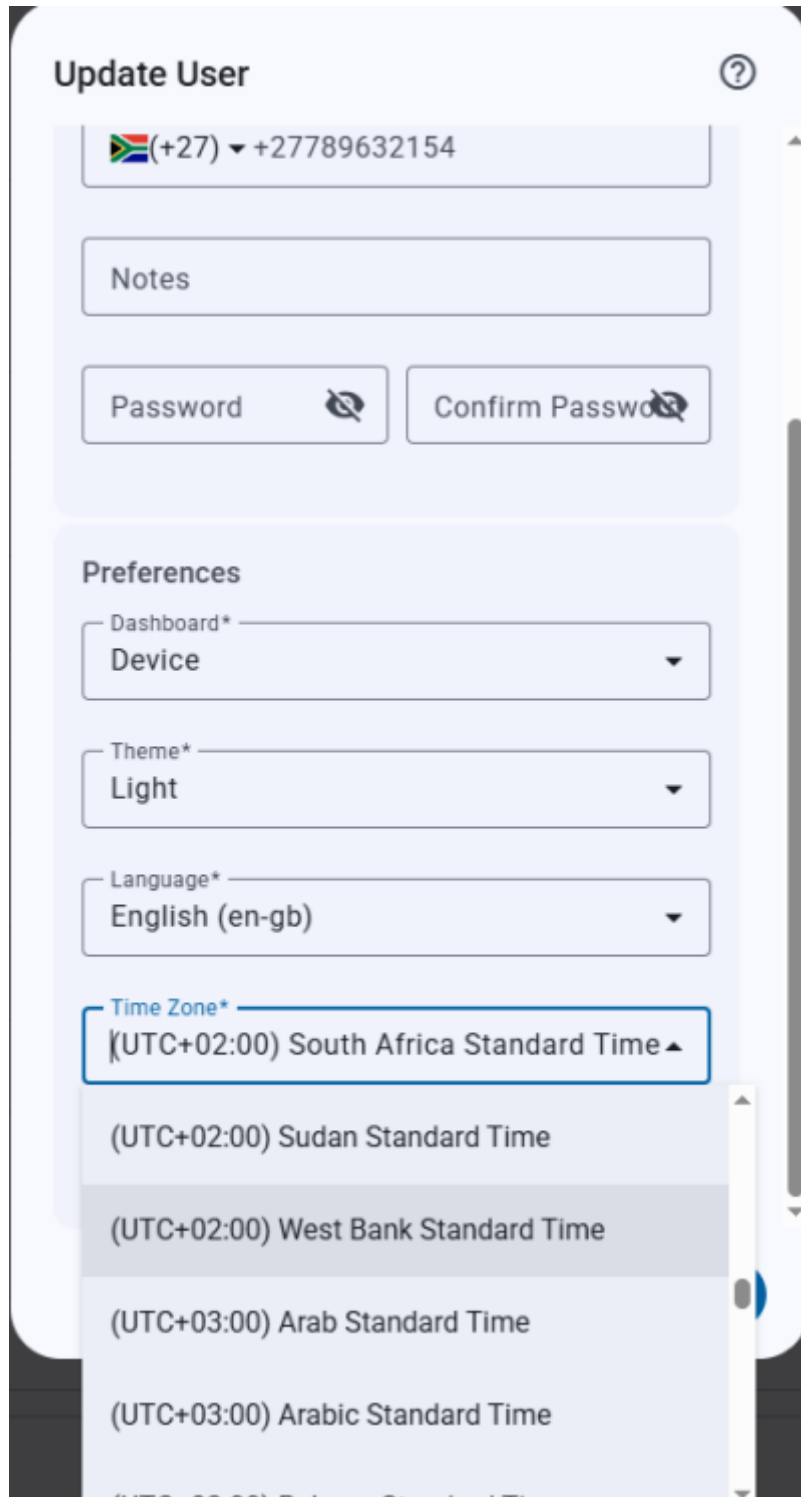 Update User
(+27) +27789632154
Notes
Password
Confirm Passwo
Preferences
Dashboard*
Device
Theme*
Light
Language*
English (en-gb)
Time Zone*
(UTC+02:00) South Africa Standard Time
(UTC+02:00) Sudan Standard Time
(UTC+02:00) West Bank Standard Time
(UTC+03:00) Arab Standard Time
(UTC+03:00) Arabic Standard Time